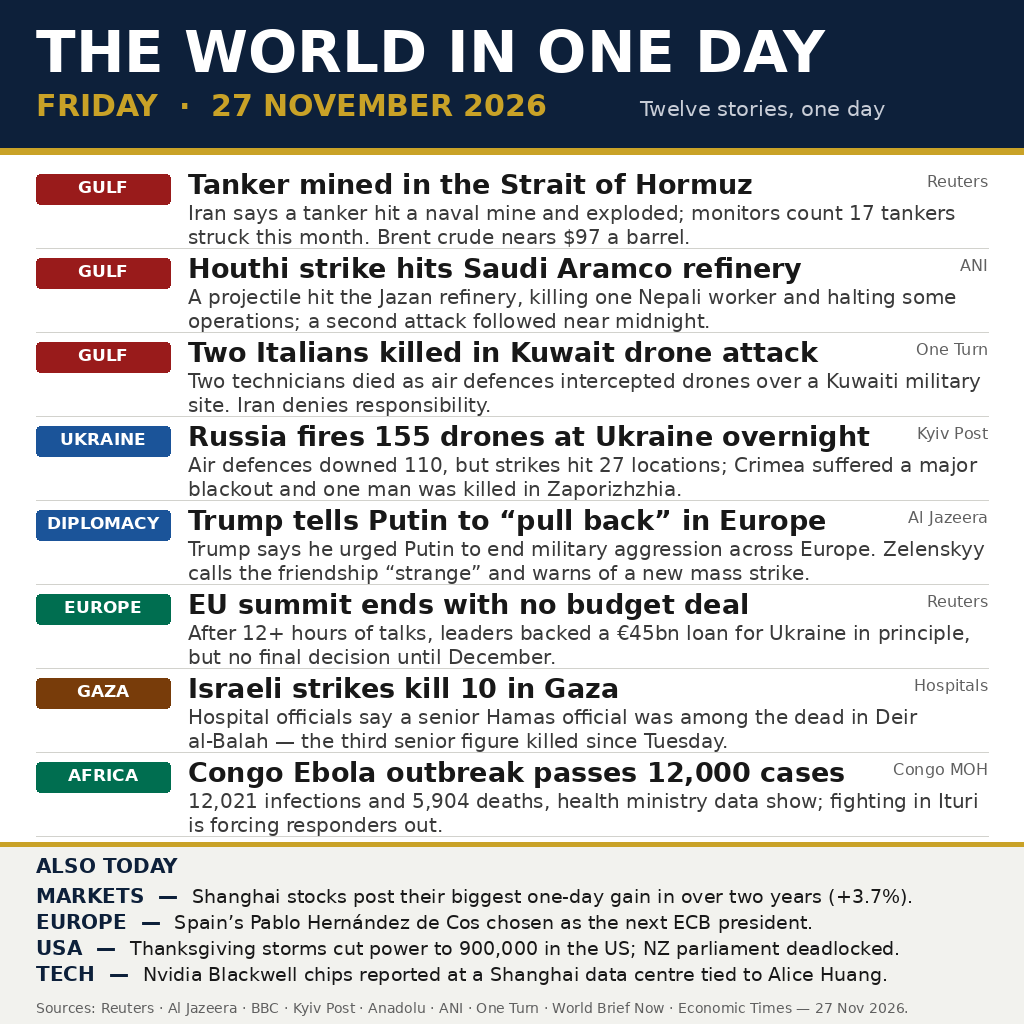 THE WORLD IN ONE DAY
FRIDAY · 27 NOVEMBER 2026
Twelve stories, one day
GULF
Tanker mined in the Strait of Hormuz
Reuters
Iran says a tanker hit a naval mine and exploded; monitors count 17 tankers
struck this month. Brent crude nears $97 a barrel.
GULF
Houthi strike hits Saudi Aramco refinery
ANI
A projectile hit the Jazan refinery, killing one Nepali worker and halting some
operations; a second attack followed near midnight.
GULF
Two Italians killed in Kuwait drone attack
One Turn
Two technicians died as air defences intercepted drones over a Kuwaiti military
site. Iran denies responsibility.
UKRAINE
Russia fires 155 drones at Ukraine overnight
Kyiv Post
Air defences downed 110, but strikes hit 27 locations; Crimea suffered a major
blackout and one man was killed in Zaporizhzhia.
DIPLOMACY
Trump tells Putin to “pull back” in Europe
Al Jazeera
Trump says he urged Putin to end military aggression across Europe. Zelenskyy
calls the friendship “strange” and warns of a new mass strike.
EUROPE
EU summit ends with no budget deal
Reuters
After 12+ hours of talks, leaders backed a €45bn loan for Ukraine in principle,
but no final decision until December.
GAZA
Israeli strikes kill 10 in Gaza
Hospitals
Hospital officials say a senior Hamas official was among the dead in Deir
al-Balah — the third senior figure killed since Tuesday.
AFRICA
Congo Ebola outbreak passes 12,000 cases
Congo MOH
12,021 infections and 5,904 deaths, health ministry data show; fighting in Ituri
is forcing responders out.
ALSO TODAY
MARKETS — Shanghai stocks post their biggest one-day gain in over two years (+3.7%).
EUROPE — Spain’s Pablo Hernández de Cos chosen as the next ECB president.
USA — Thanksgiving storms cut power to 900,000 in the US; NZ parliament deadlocked.
TECH — Nvidia Blackwell chips reported at a Shanghai data centre tied to Alice Huang.
Sources: Reuters · Al Jazeera · BBC · Kyiv Post · Anadolu · ANI · One Turn · World Brief Now · Economic Times — 27 Nov 2026.